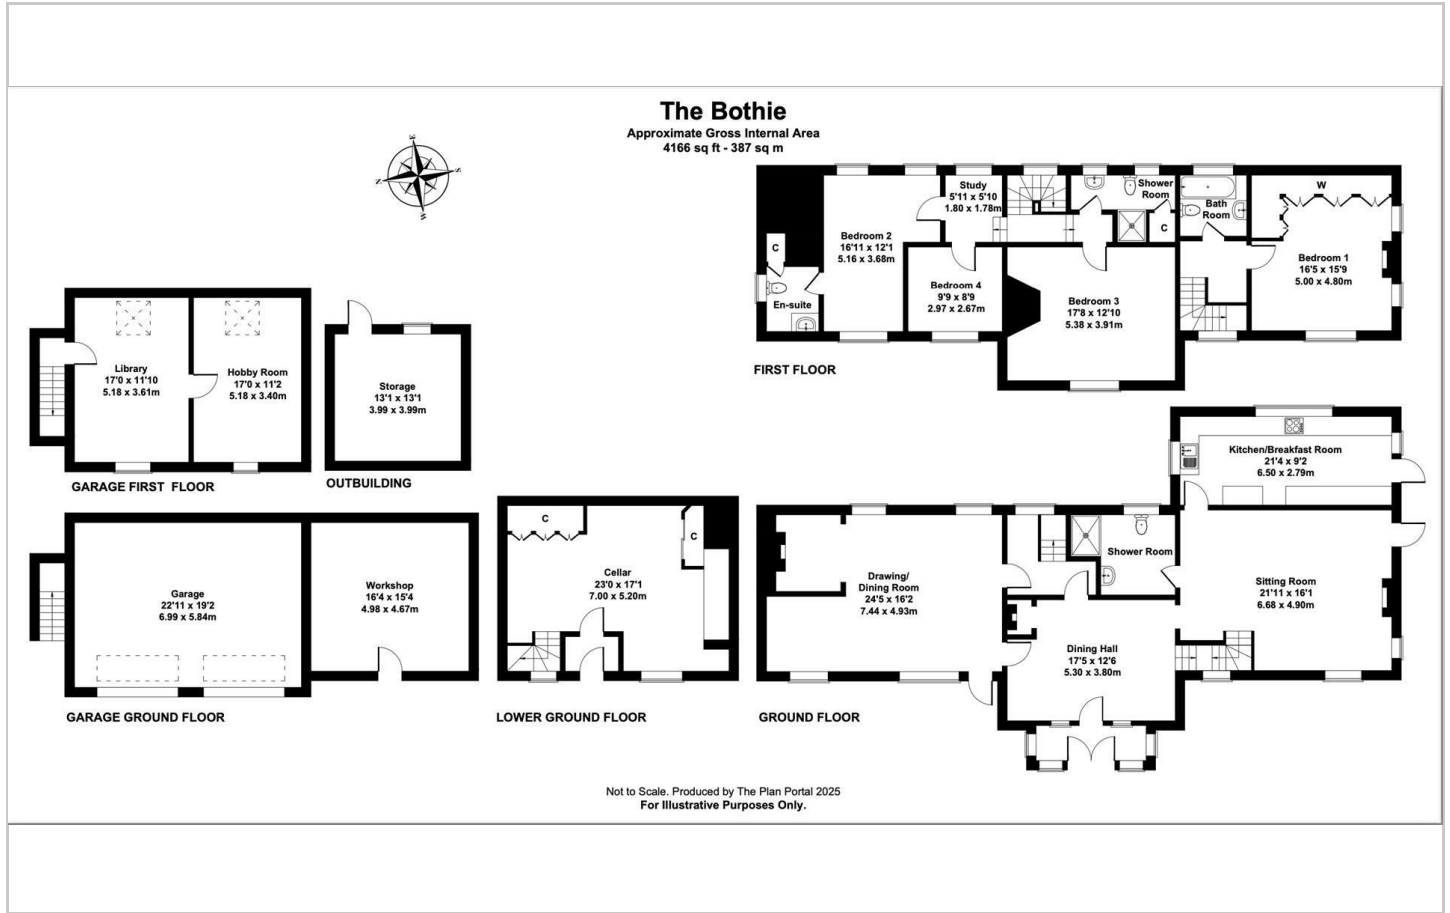 The Bothie
Approximate Gross Internal Area
4166 sq ft - 387 sq m
E
N
S
W
Study
5'11 x 5'10
1.80 x 1.78m
Shower
Room
C
Bath
Room
W
Bedroom 2
16'11 x 12'1
5.16 x 3.68m
C
En-suite
Bedroom 4
9'9 x 8'9
2.97 x 2.67m
Bedroom 3
17'8 x 12'10
5.38 x 3.91m
Bedroom 1
16'5 x 15'9
5.00 x 4.80m
FIRST FLOOR
Library
17'0 x 11'10
5.18 x 3.61m
Hobby Room
17'0 x 11'2
5.18 x 3.40m
GARAGE FIRST FLOOR
Storage
13'1 x 13'1
3.99 x 3.99m
OUTBUILDING
Garage
22'11 x 19'2
6.99 x 5.84m
Workshop
16'4 x 15'4
4.98 x 4.67m
GARAGE GROUND FLOOR
C
C
Cellar
23'0 x 17'1
7.00 x 5.20m
LOWER GROUND FLOOR
Kitchen/Breakfast Room
21'4 x 9'2
6.50 x 2.79m
Drawing/
Dining Room
24'5 x 16'2
7.44 x 4.93m
Shower Room
Sitting Room
21'11 x 16'1
6.68 x 4.90m
Dining Hall
17'5 x 12'6
5.30 x 3.80m
GROUND FLOOR
Not to Scale. Produced by The Plan Portal 2025
For Illustrative Purposes Only.